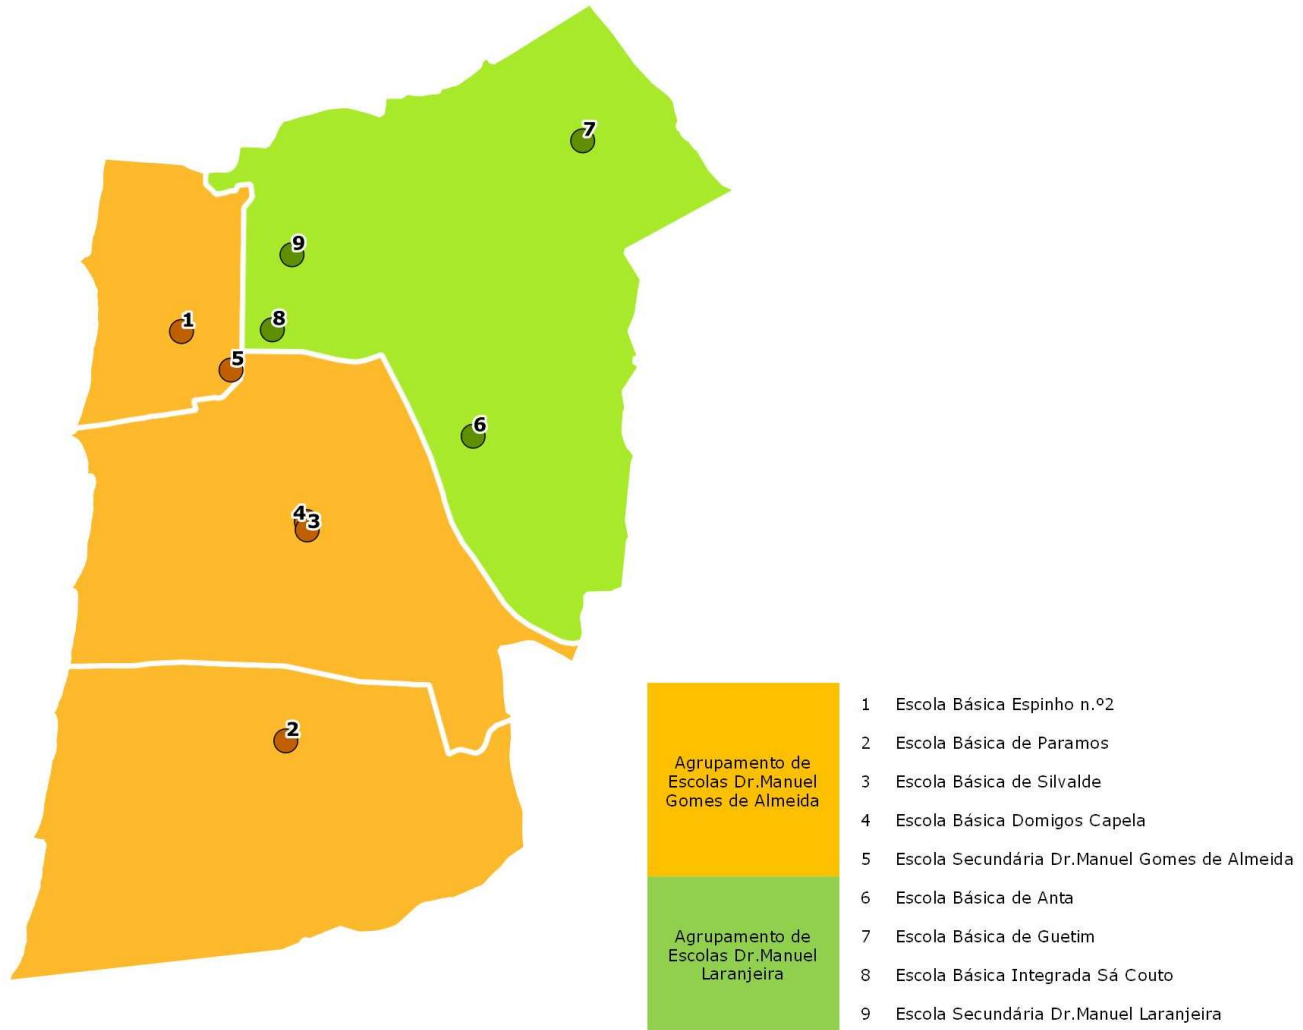 7
9
8
1
5
6
4
3
2
Agrupamento de
Escolas Dr.Manuel
Gomes de Almeida
1 Escola Básica Espinho n.º2
2 Escola Básica de Paramos
3 Escola Básica de Silvalde
4 Escola Básica Domigos Capela
5 Escola Secundária Dr.Manuel Gomes de Almeida
Agrupamento de
Escolas Dr.Manuel
Laranjeira
6 Escola Básica de Anta
7 Escola Básica de Guetim
8 Escola Básica Integrada Sá Couto
9 Escola Secundária Dr.Manuel Laranjeira